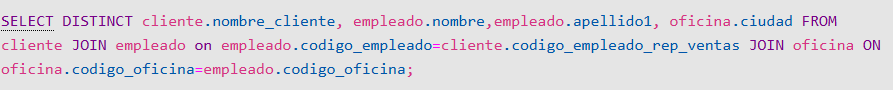 SELECT DISTINCT cliente.nombre_cliente, empleado.nombre,empleado.apellido1, oficina.ciudad FROM
cliente JOIN empleado on empleado.codigo_empleado=cliente.codigo_empleado_rep_ventas JOIN oficina ON
oficina.codigo_oficina=empleado.codigo_oficina;